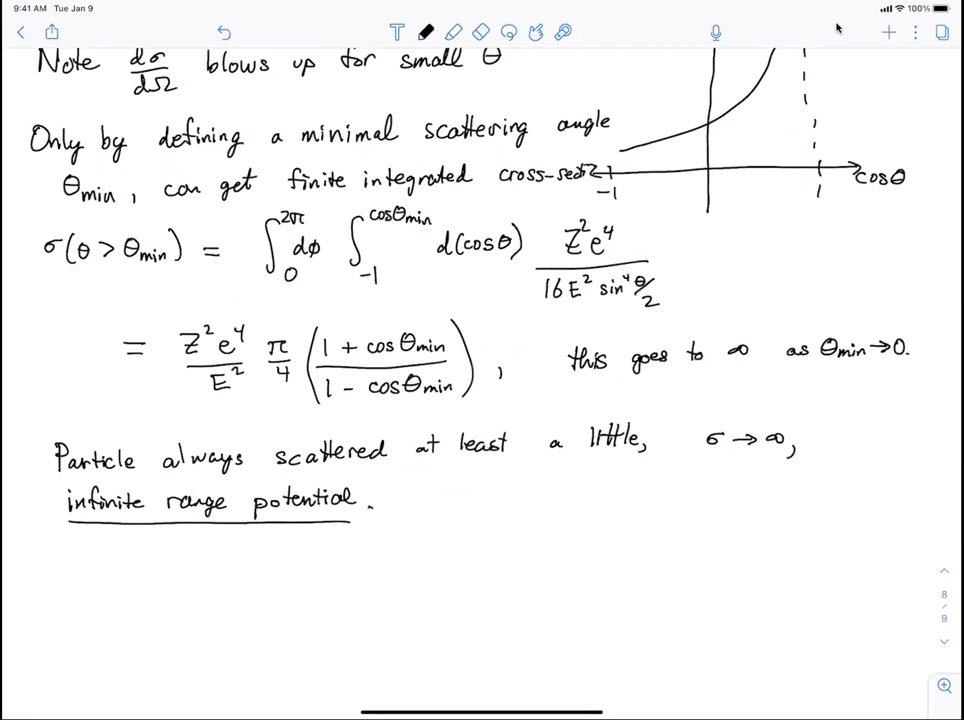 9:41 AM Tue Jan 9
100%
Note dσ/dΩ blows up for small θ
Only by defining a minimal scattering angle
θmin, can get finite integrated cross-sect
-1 1 cosθ
σ(θ > θmin) = ∫₀^2π dφ ∫₋₁^cosθmin d(cosθ) Z²e⁴ / 16E² sin⁴ θ/2
= Z²e⁴/E² π/4 (1 + cosθmin / 1 - cosθmin), this goes to ∞ as θmin→0.
Particle always scattered at least a little, σ → ∞,
infinite range potential.
8
/
9